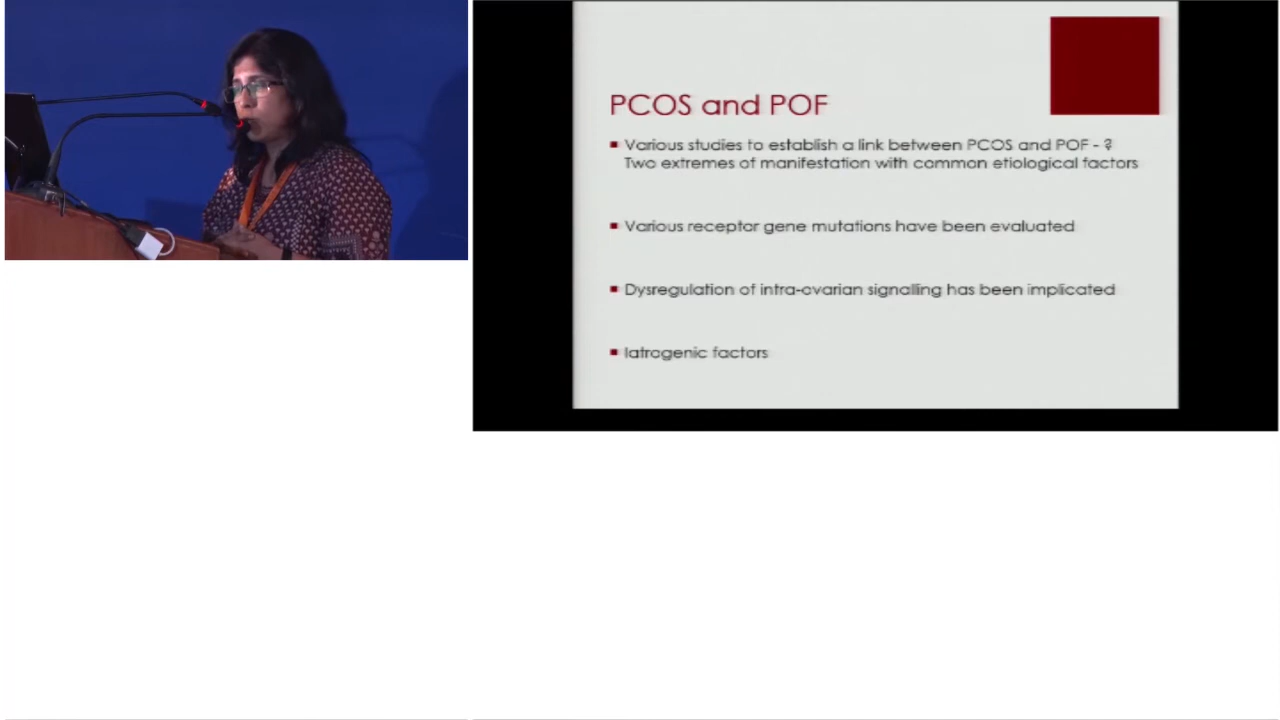 PCOS and POF
Various studies to establish a link between PCOS and POF - ?
Two extremes of manifestation with common etiological factors
Various receptor gene mutations have been evaluated
Dysregulation of intra-ovarian signalling has been implicated
Iatrogenic factors